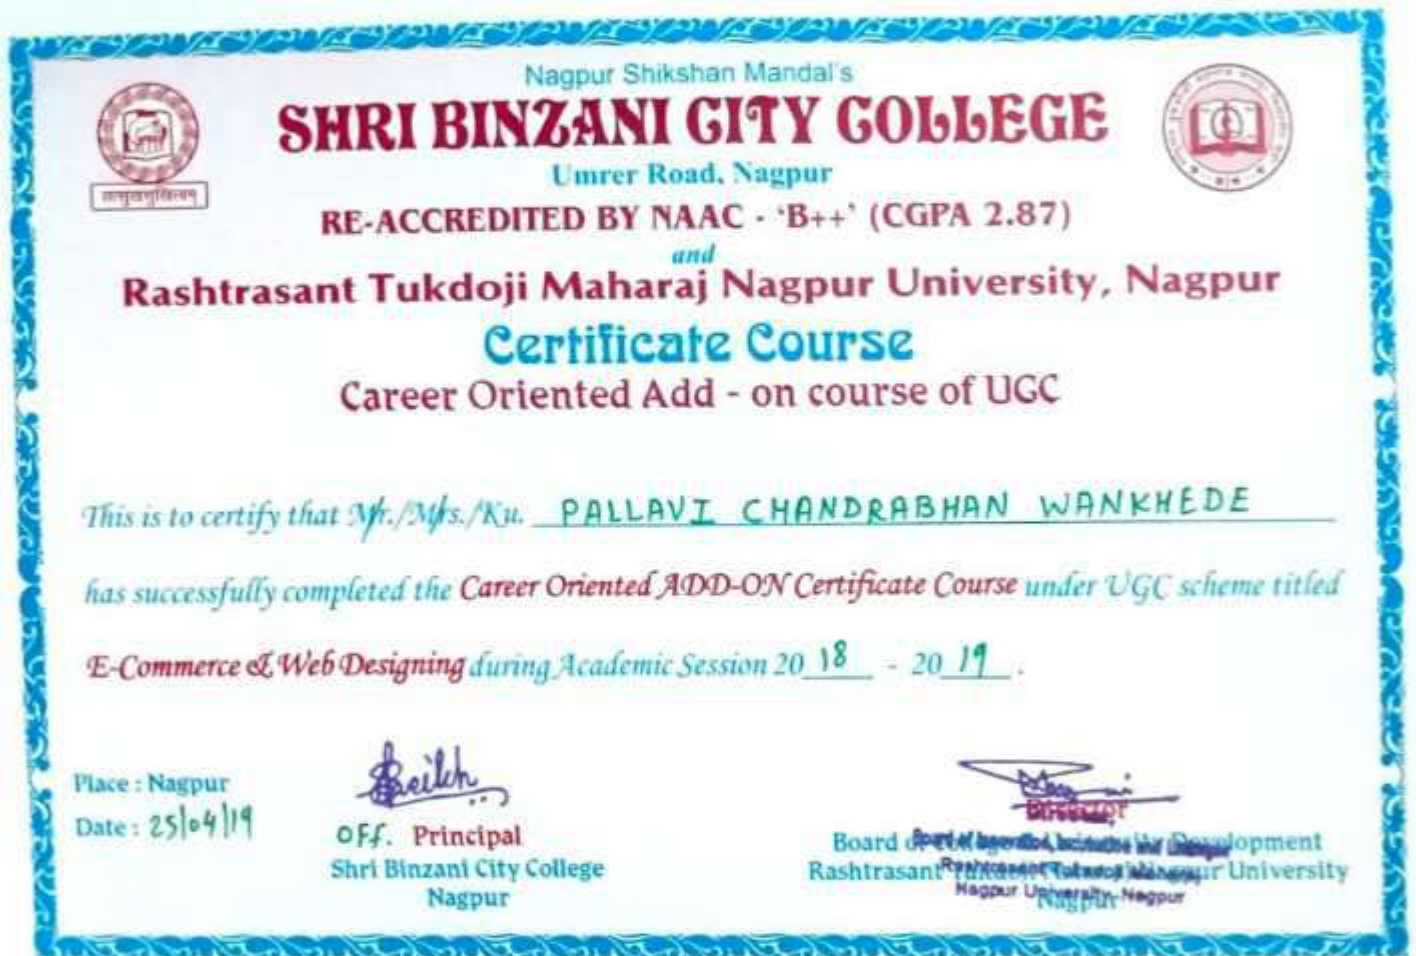 Nagpur Shikshan Mandal's
SHRI BINZANI CITY COLLEGE
Umrer Road, Nagpur
RE-ACCREDITED BY NAAC - 'B++' (CGPA 2.87)
and
Rashtrasant Tukdoji Maharaj Nagpur University, Nagpur
Certificate Course
Career Oriented Add - on course of UGC
This is to certify that Mr./Mrs./Ku. PALLAVI CHANDRABHAN WANKHEDE
has successfully completed the Career Oriented ADD-ON Certificate Course under UGC scheme titled
E-Commerce & Web Designing during Academic Session 2018 - 2019.
Place : Nagpur
Date : 25/04/19
OFF. Principal
Shri Binzani City College
Nagpur
Director
Board of Development
Rashtrasant University
Nagpur University, Nagpur
Nagpur